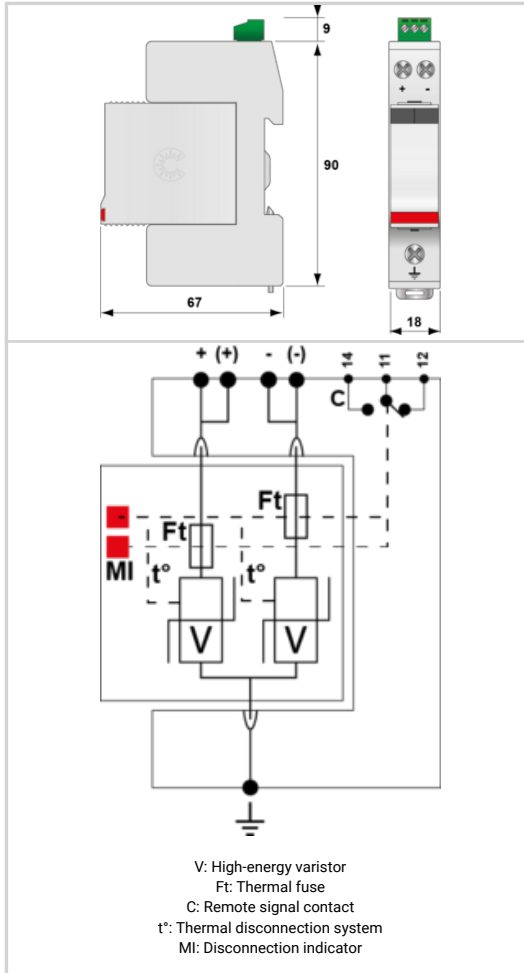 9
+ -
90
67
18
+ (+) - (-) 14 11 12
C
Ft
Ft
MI t° t°
V V
V: High-energy varistor
Ft: Thermal fuse
C: Remote signal contact
t°: Thermal disconnection system
MI: Disconnection indicator